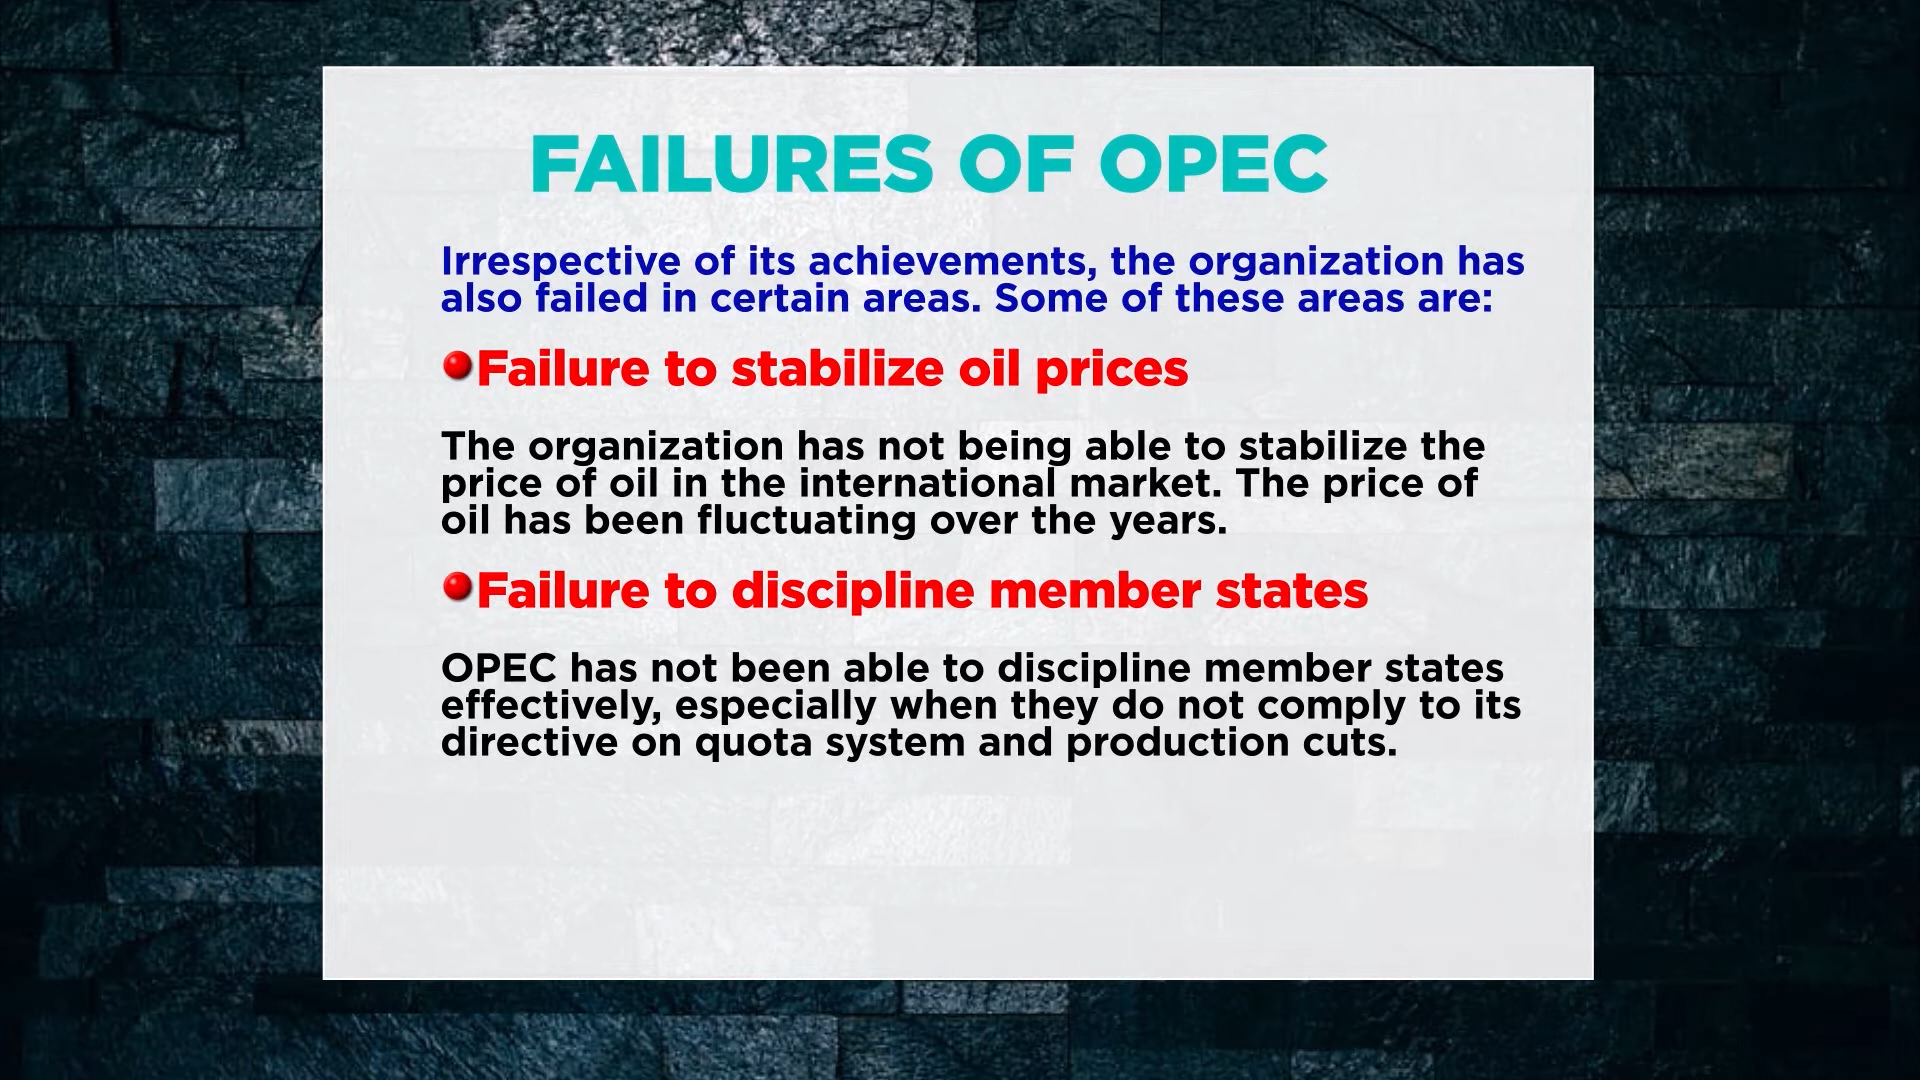 FAILURES OF OPEC
Irrespective of its achievements, the organization has
also failed in certain areas. Some of these areas are:
Failure to stabilize oil prices
The organization has not being able to stabilize the
price of oil in the international market. The price of
oil has been fluctuating over the years.
Failure to discipline member states
OPEC has not been able to discipline member states
effectively, especially when they do not comply to its
directive on quota system and production cuts.